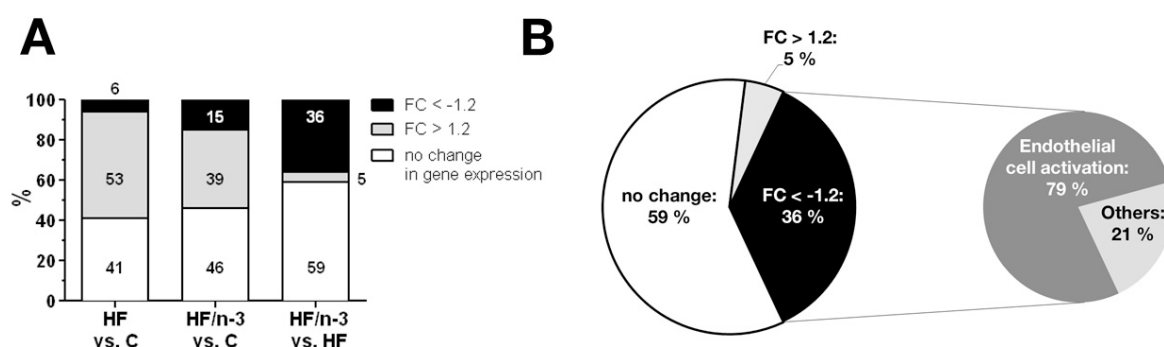 A
B
6
100
80
60
40
20
0
%
15
36
53
39
5
41
46
59
HF
vs. C
HF/n-3
vs. C
HF/n-3
vs. HF
FC < -1.2
FC > 1.2
no change
in gene expression
FC > 1.2:
5 %
no change:
59 %
FC < -1.2:
36 %
Endothelial
cell activation:
79 %
Others:
21 %